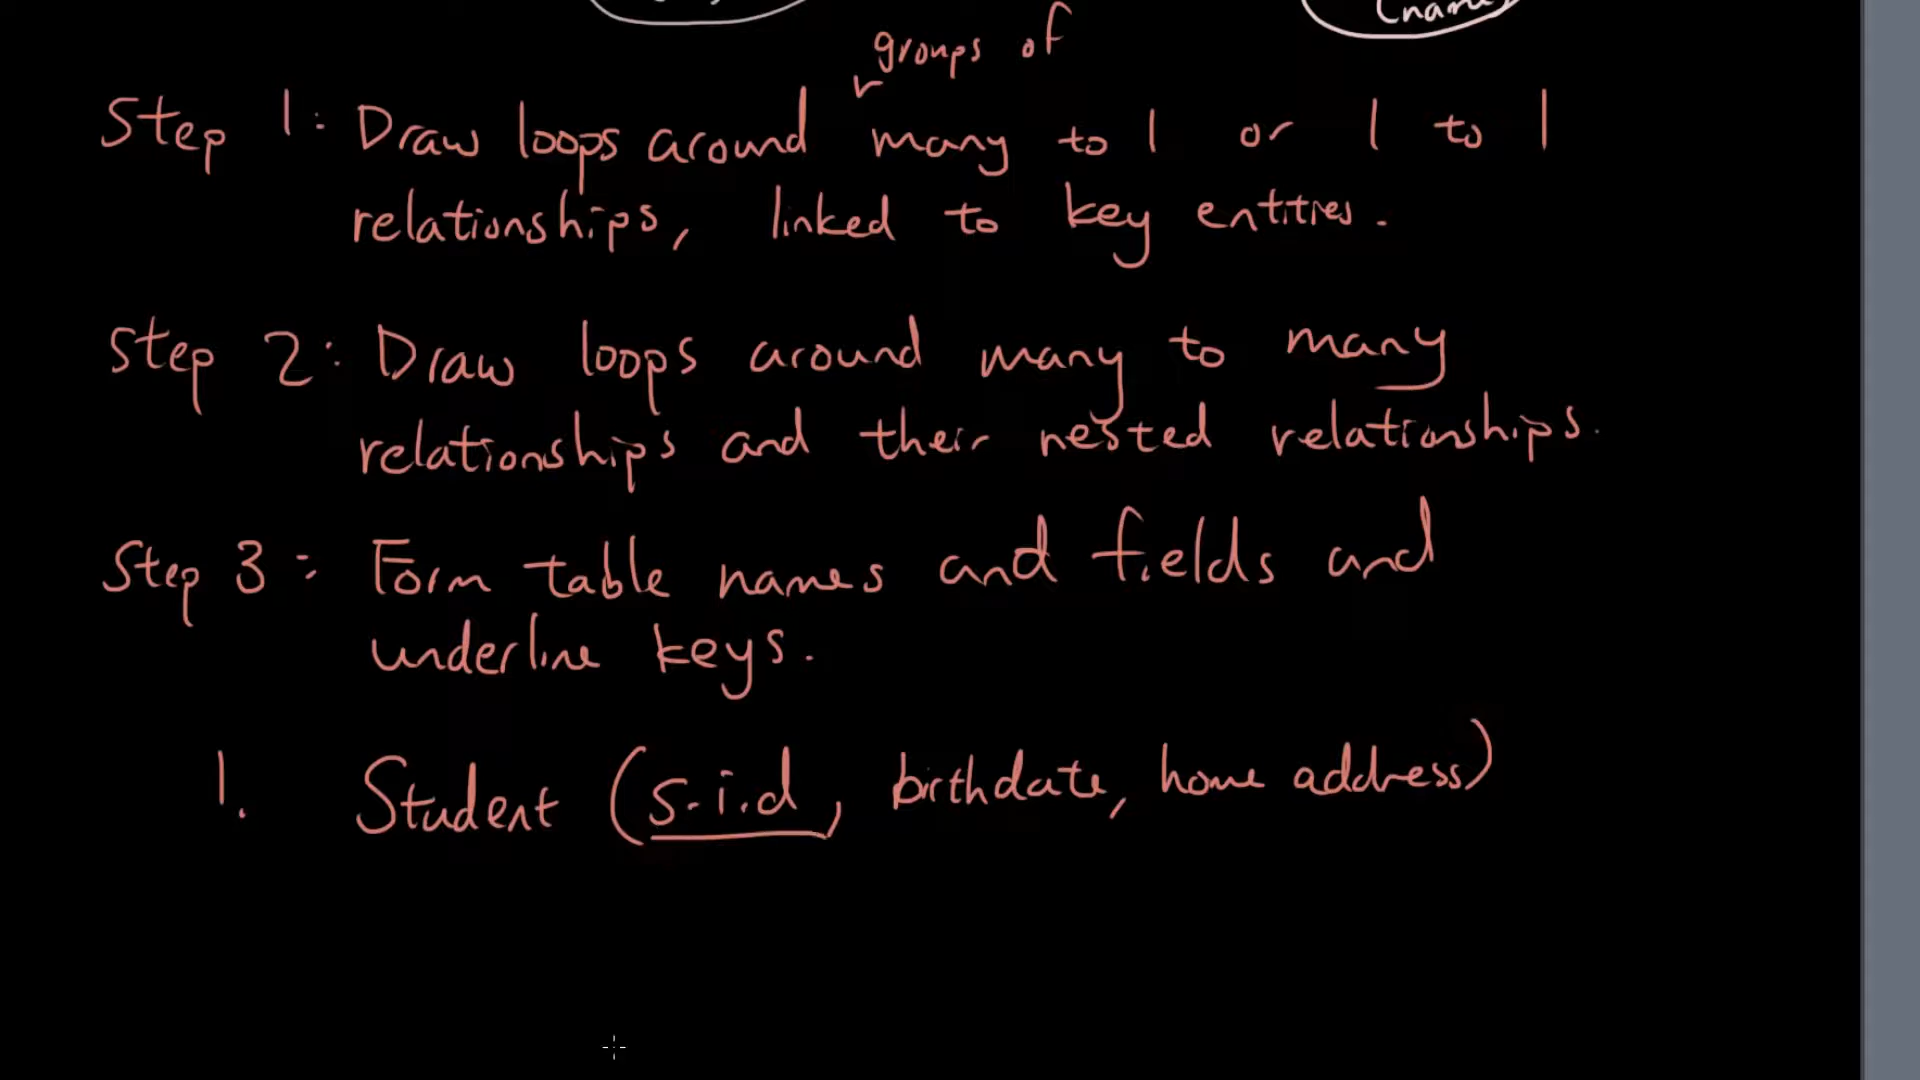 (name)
groups of
Step 1: Draw loops around many to 1 or 1 to 1
relationships, linked to key entities.
Step 2: Draw loops around many to many
relationships and their nested relationships.
Step 3: Form table names and fields and
underline keys.
1. Student (s.i.d, birthdate, home address)